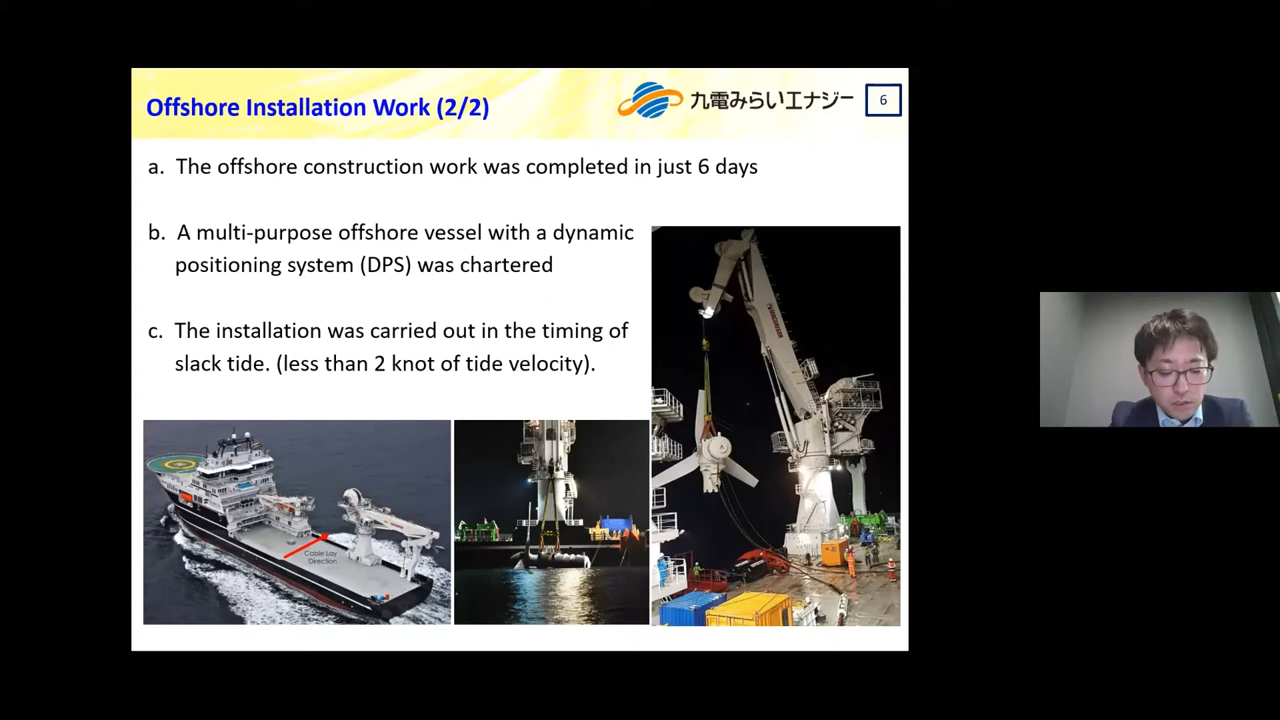 Offshore Installation Work (2/2)
九電みらいエナジー
6
a. The offshore construction work was completed in just 6 days
b. A multi-purpose offshore vessel with a dynamic
positioning system (DPS) was chartered
c. The installation was carried out in the timing of
slack tide. (less than 2 knot of tide velocity).
Cable Lay
Direction